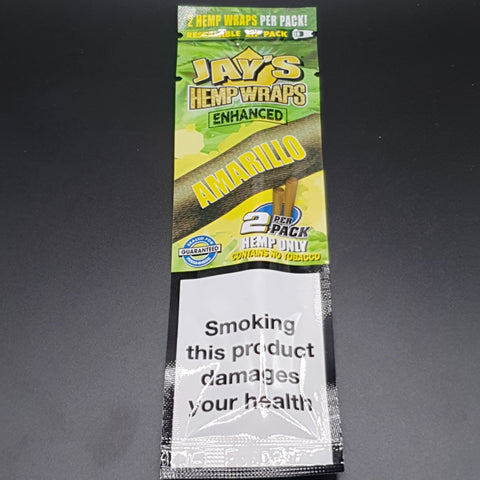 2 HEMP WRAPS PER PACK!
RESEALABLE ZIP PACK
JAY'S
HEMP WRAPS
ENHANCED
AMARILLO
2 PER
PACK
HEMP ONLY
CONTAINS NO TOBACCO
GUARANTEED
Smoking
this product
damages
your health